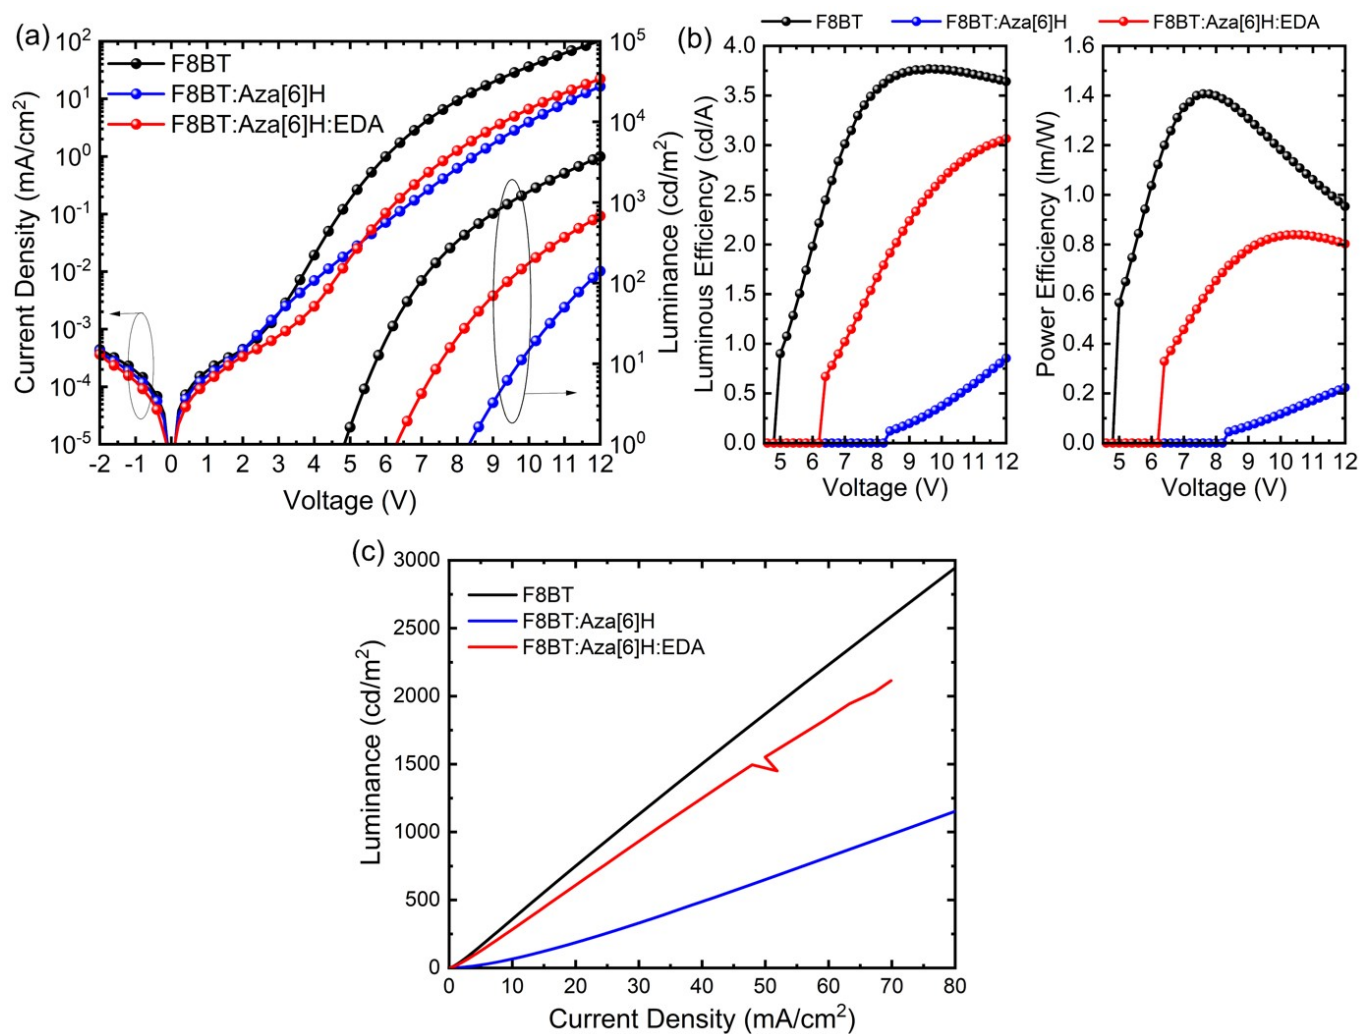 (a)
10^2
10^1
10^0
10^-1
10^-2
10^-3
10^-4
10^-5
Current Density (mA/cm^2)
F8BT
F8BT:Aza[6]H
F8BT:Aza[6]H:EDA
-2 -1 0 1 2 3 4 5 6 7 8 9 10 11 12
Voltage (V)
10^5
10^4
10^3
10^2
10^1
10^0
Luminance (cd/m^2)
F8BT F8BT:Aza[6]H F8BT:Aza[6]H:EDA
(b)
4.0
3.5
3.0
2.5
2.0
1.5
1.0
0.5
0.0
Luminous Efficiency (cd/A)
5 6 7 8 9 10 11 12
Voltage (V)
1.6
1.4
1.2
1.0
0.8
0.6
0.4
0.2
0.0
Power Efficiency (lm/W)
5 6 7 8 9 10 11 12
Voltage (V)
(c)
3000
2500
2000
1500
1000
500
0
Luminance (cd/m^2)
F8BT
F8BT:Aza[6]H
F8BT:Aza[6]H:EDA
0 10 20 30 40 50 60 70 80
Current Density (mA/cm^2)